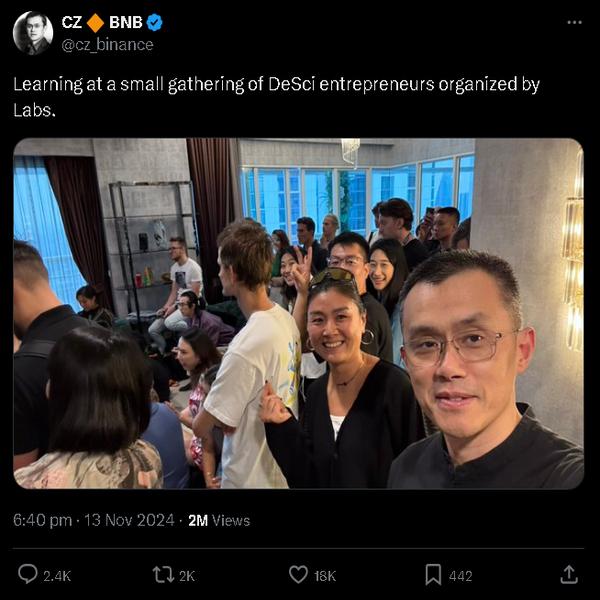 CZ 🔶 BNB
@cz_binance
Learning at a small gathering of DeSci entrepreneurs organized by
Labs.
6:40 pm · 13 Nov 2024 · 2M Views
2.4K 2K 18K 442